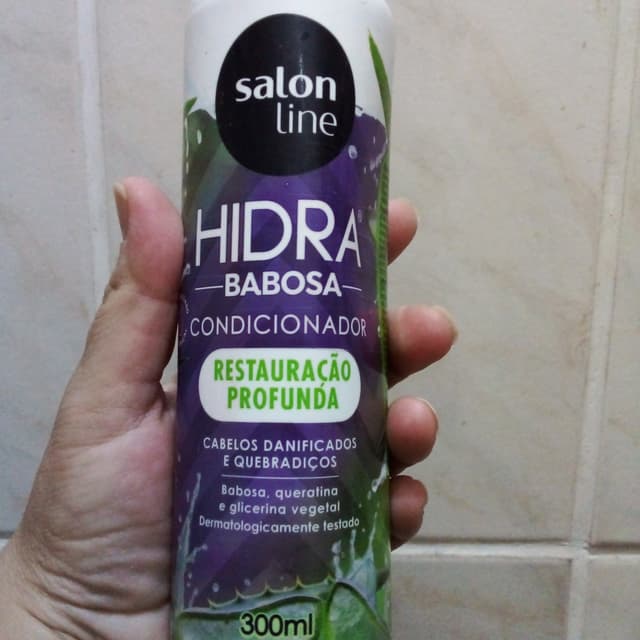 salon
line
HIDRA®
BABOSA
CONDICIONADOR
RESTAURAÇÃO
PROFUNDA
CABELOS DANIFICADOS
E QUEBRADIÇOS
Babosa, queratina
e glicerina vegetal
Dermatologicamente testado
300ml